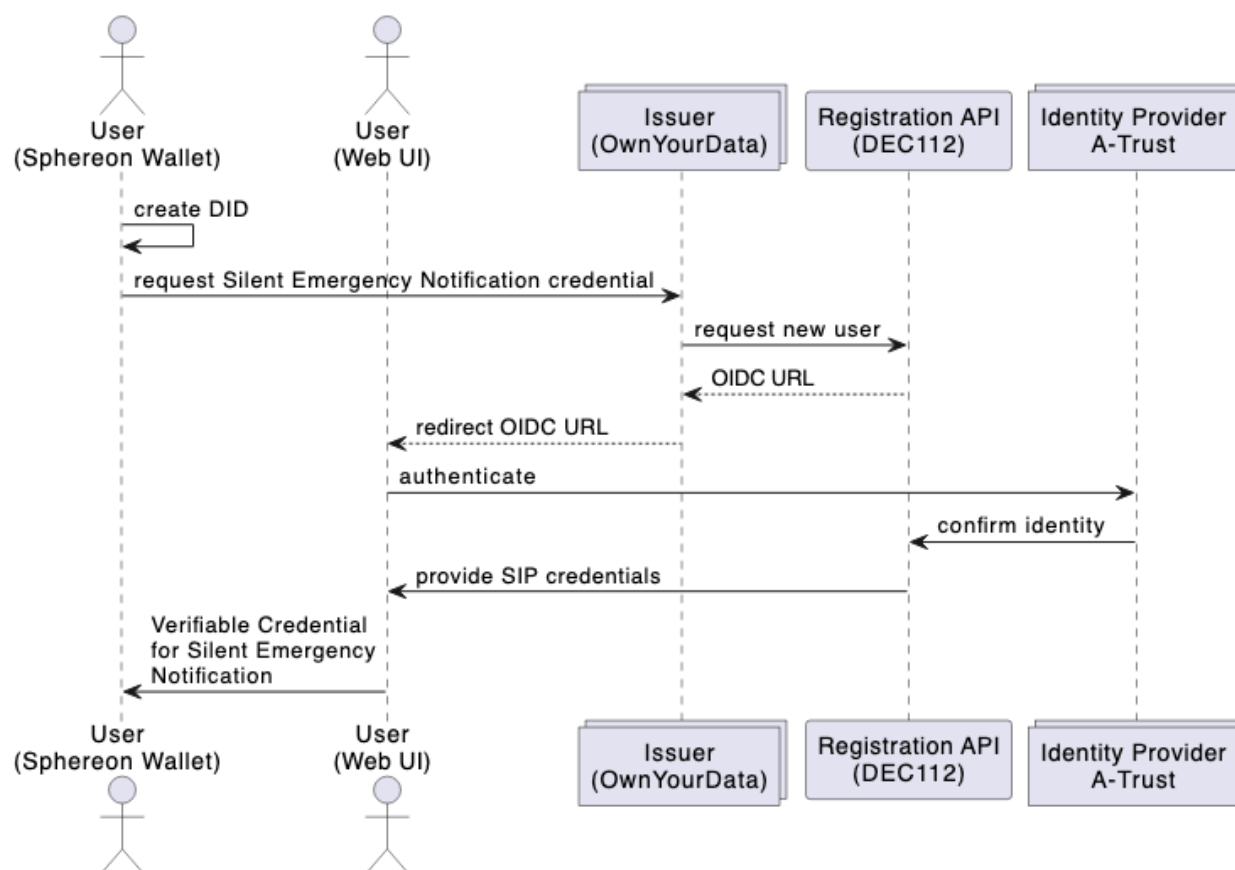 User
(Sphereon Wallet)
User
(Web UI)
Issuer
(OwnYourData)
Registration API
(DEC112)
Identity Provider
A-Trust
create DID
request Silent Emergency Notification credential
request new user
OIDC URL
redirect OIDC URL
authenticate
confirm identity
provide SIP credentials
Verifiable Credential
for Silent Emergency
Notification
User
(Sphereon Wallet)
User
(Web UI)
Issuer
(OwnYourData)
Registration API
(DEC112)
Identity Provider
A-Trust